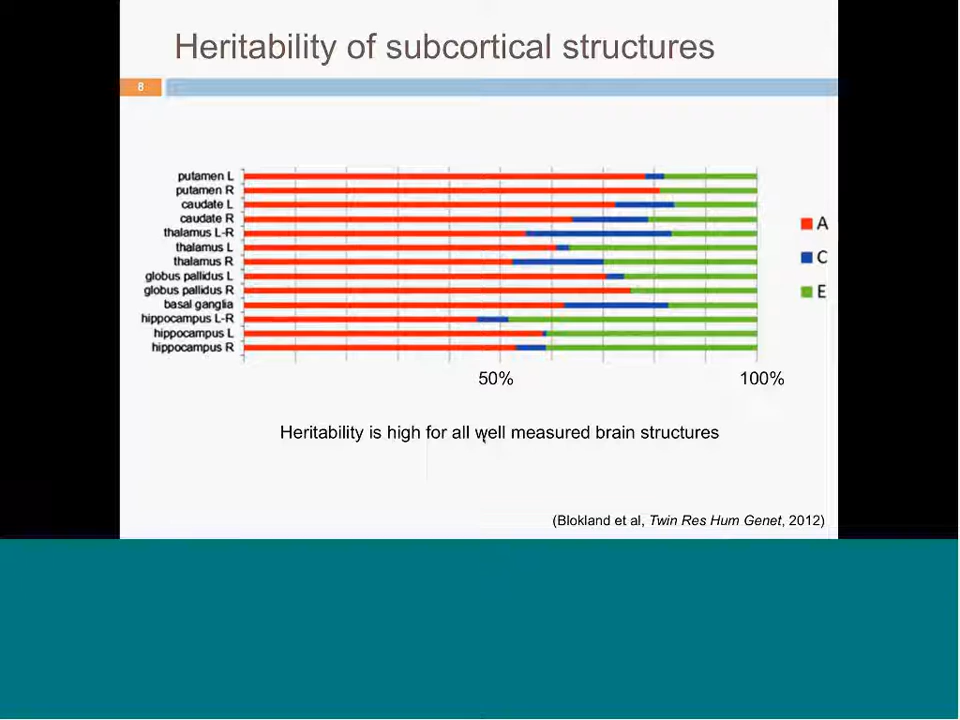 Heritability of subcortical structures
8
putamen L
putamen R
caudate L
caudate R
thalamus L-R
thalamus L
thalamus R
globus pallidus L
globus pallidus R
basal ganglia
hippocampus L-R
hippocampus L
hippocampus R
A
C
E
50%
100%
Heritability is high for all well measured brain structures
(Blokland et al, Twin Res Hum Genet, 2012)